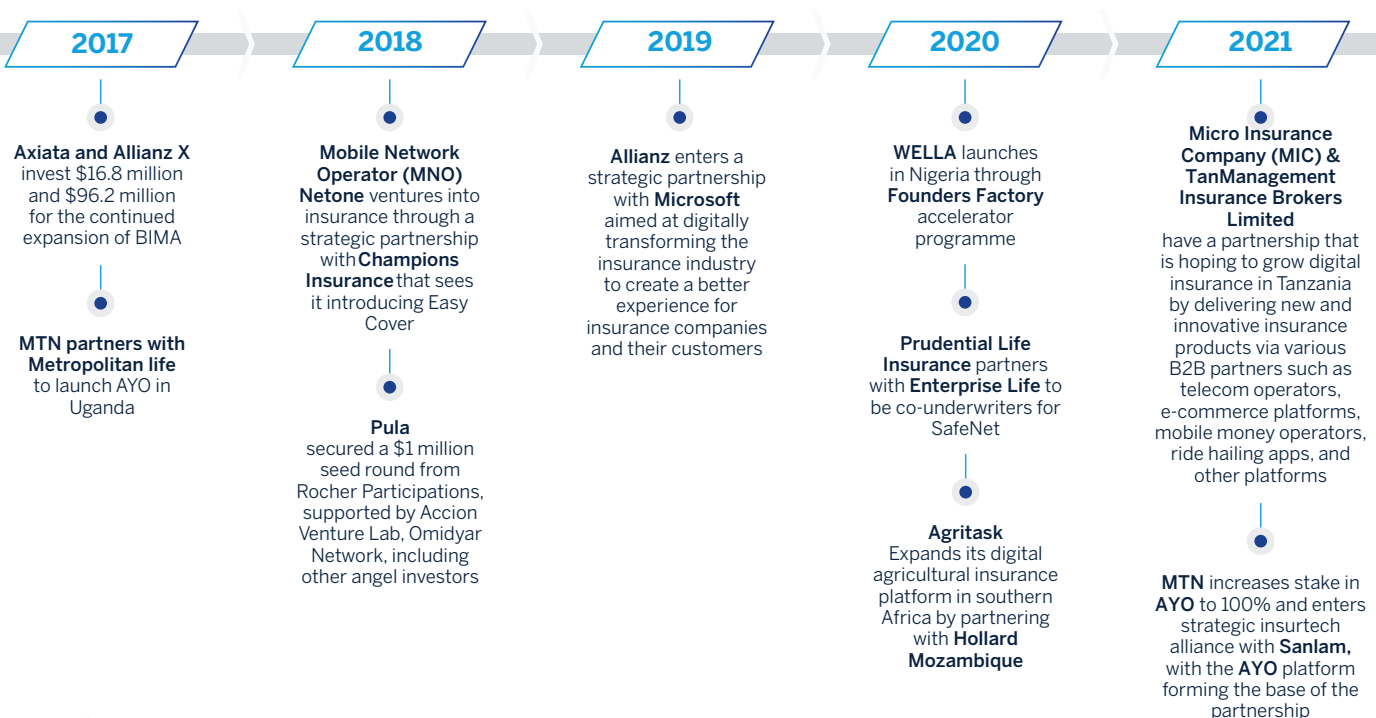 2017
Axiata and Allianz X
invest $16.8 million
and $96.2 million
for the continued
expansion of BIMA
MTN partners with
Metropolitan life
to launch AYO in
Uganda
2018
Mobile Network
Operator (MNO)
Netone ventures into
insurance through a
strategic partnership
with Champions
Insurance that sees
it introducing Easy
Cover
Pula
secured a $1 million
seed round from
Rocher Participations,
supported by Accion
Venture Lab, Omidyar
Network, including
other angel investors
2019
Allianz enters a
strategic partnership
with Microsoft
aimed at digitally
transforming the
insurance industry
to create a better
experience for
insurance companies
and their customers
2020
WELLA launches
in Nigeria through
Founders Factory
accelerator
programme
Prudential Life
Insurance partners
with Enterprise Life to
be co-underwriters for
SafeNet
Agritask
Expands its digital
agricultural insurance
platform in southern
Africa by partnering
with Hollard
Mozambique
2021
Micro Insurance
Company (MIC) &
TanManagement
Insurance Brokers
Limited
have a partnership that
is hoping to grow digital
insurance in Tanzania
by delivering new and
innovative insurance
products via various
B2B partners such as
telecom operators,
e-commerce platforms,
mobile money operators,
ride hailing apps, and
other platforms
MTN increases stake in
AYO to 100% and enters
strategic insurtech
alliance with Sanlam,
with the AYO platform
forming the base of the
partnership